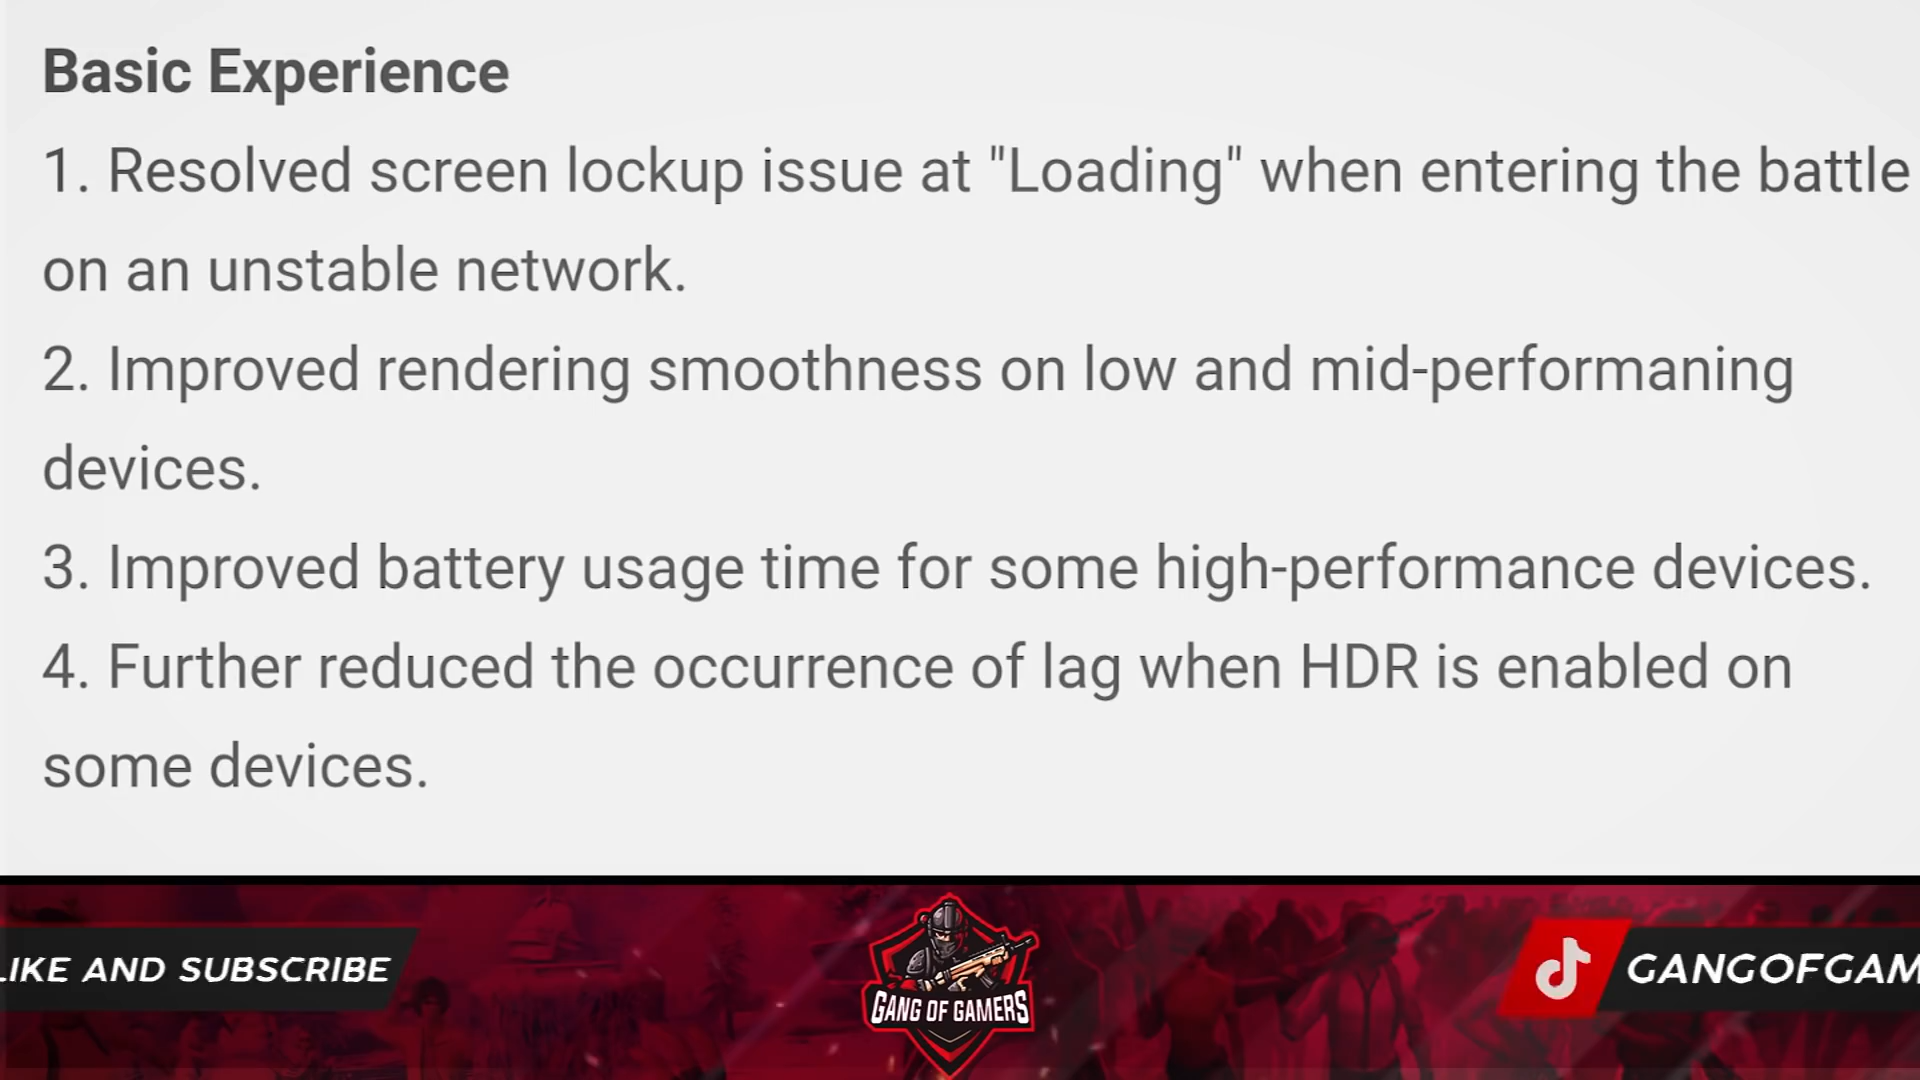 Basic Experience
1. Resolved screen lockup issue at "Loading" when entering the battle
on an unstable network.
2. Improved rendering smoothness on low and mid-performaning
devices.
3. Improved battery usage time for some high-performance devices.
4. Further reduced the occurrence of lag when HDR is enabled on
some devices.
LIKE AND SUBSCRIBE
GANG OF GAMERS
GANGOFGAM